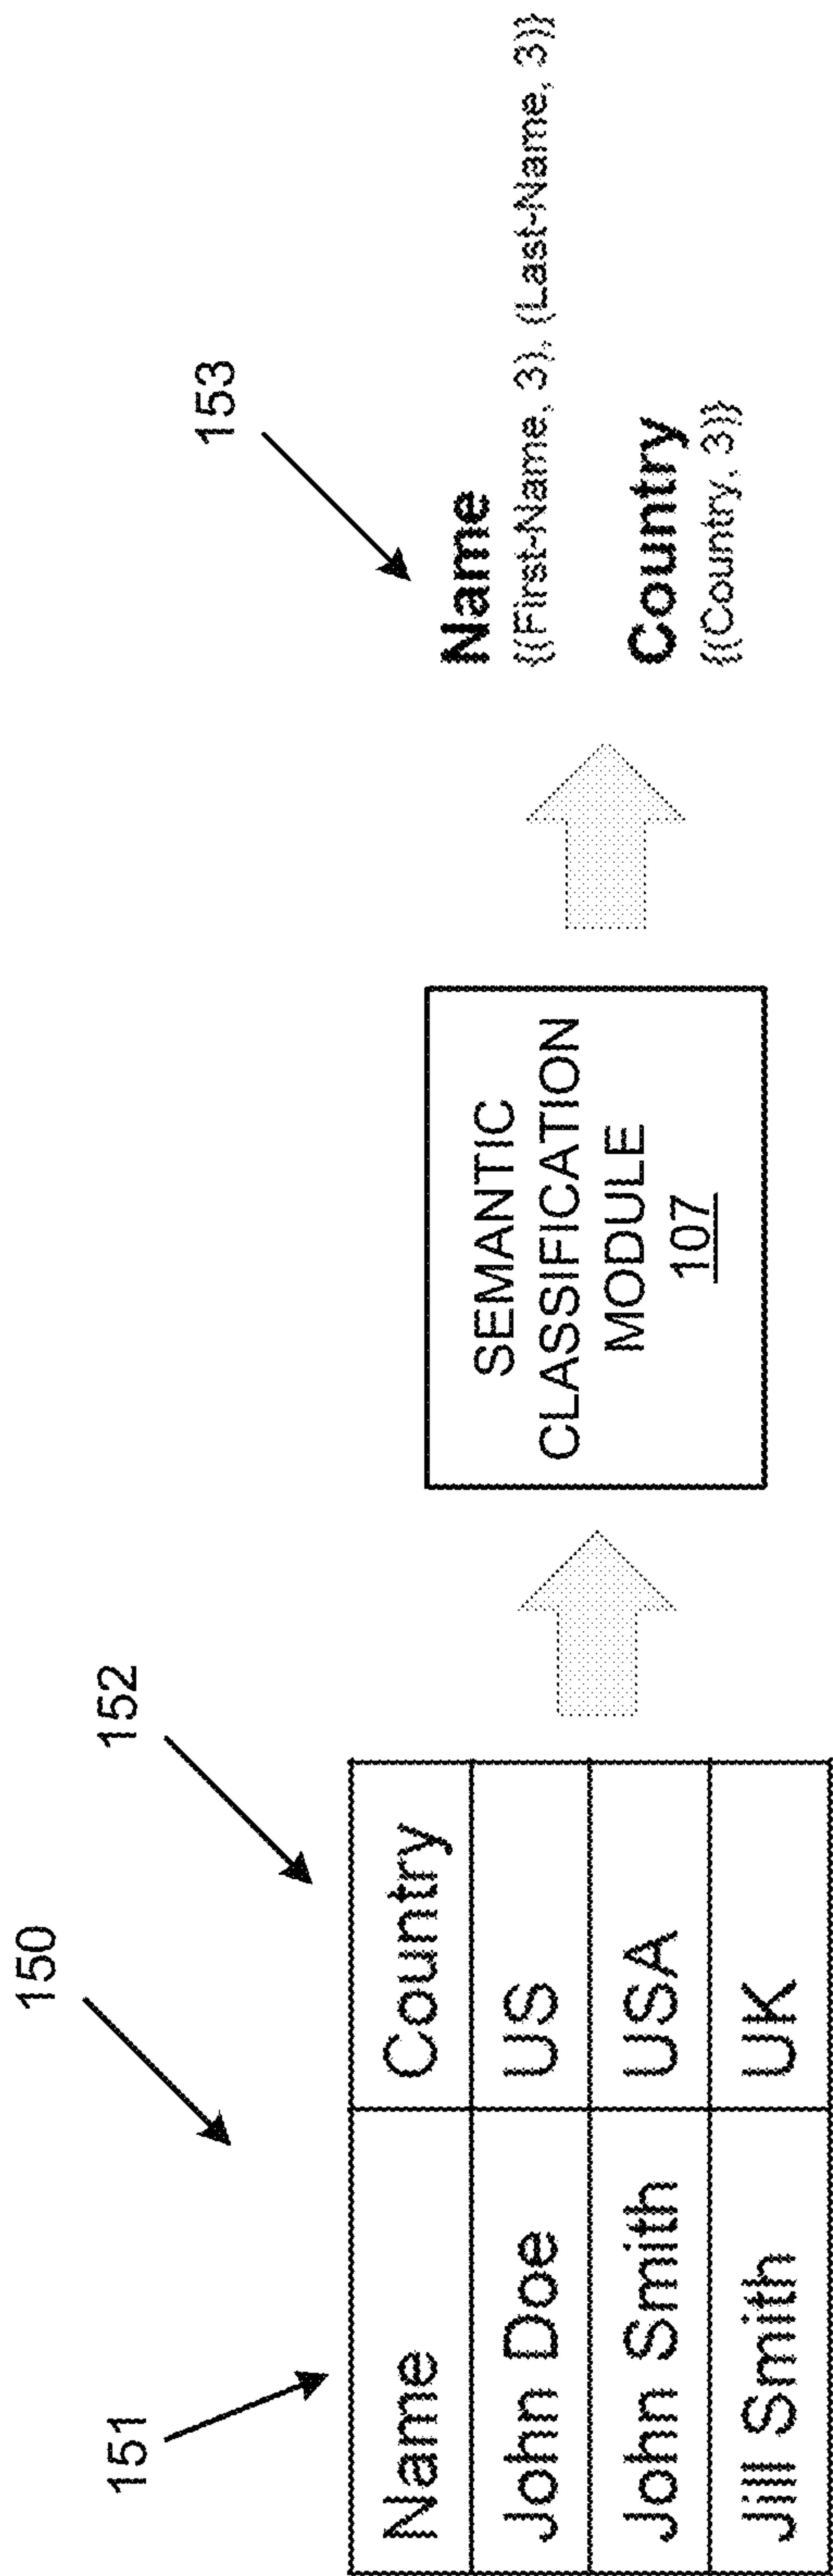 150
151
152
Name Country
John Doe US
John Smith USA
Jill Smith UK
SEMANTIC
CLASSIFICATION
MODULE
107
153
Name
{(First-Name, 3), (Last-Name, 3)}
Country
{(Country, 3)}